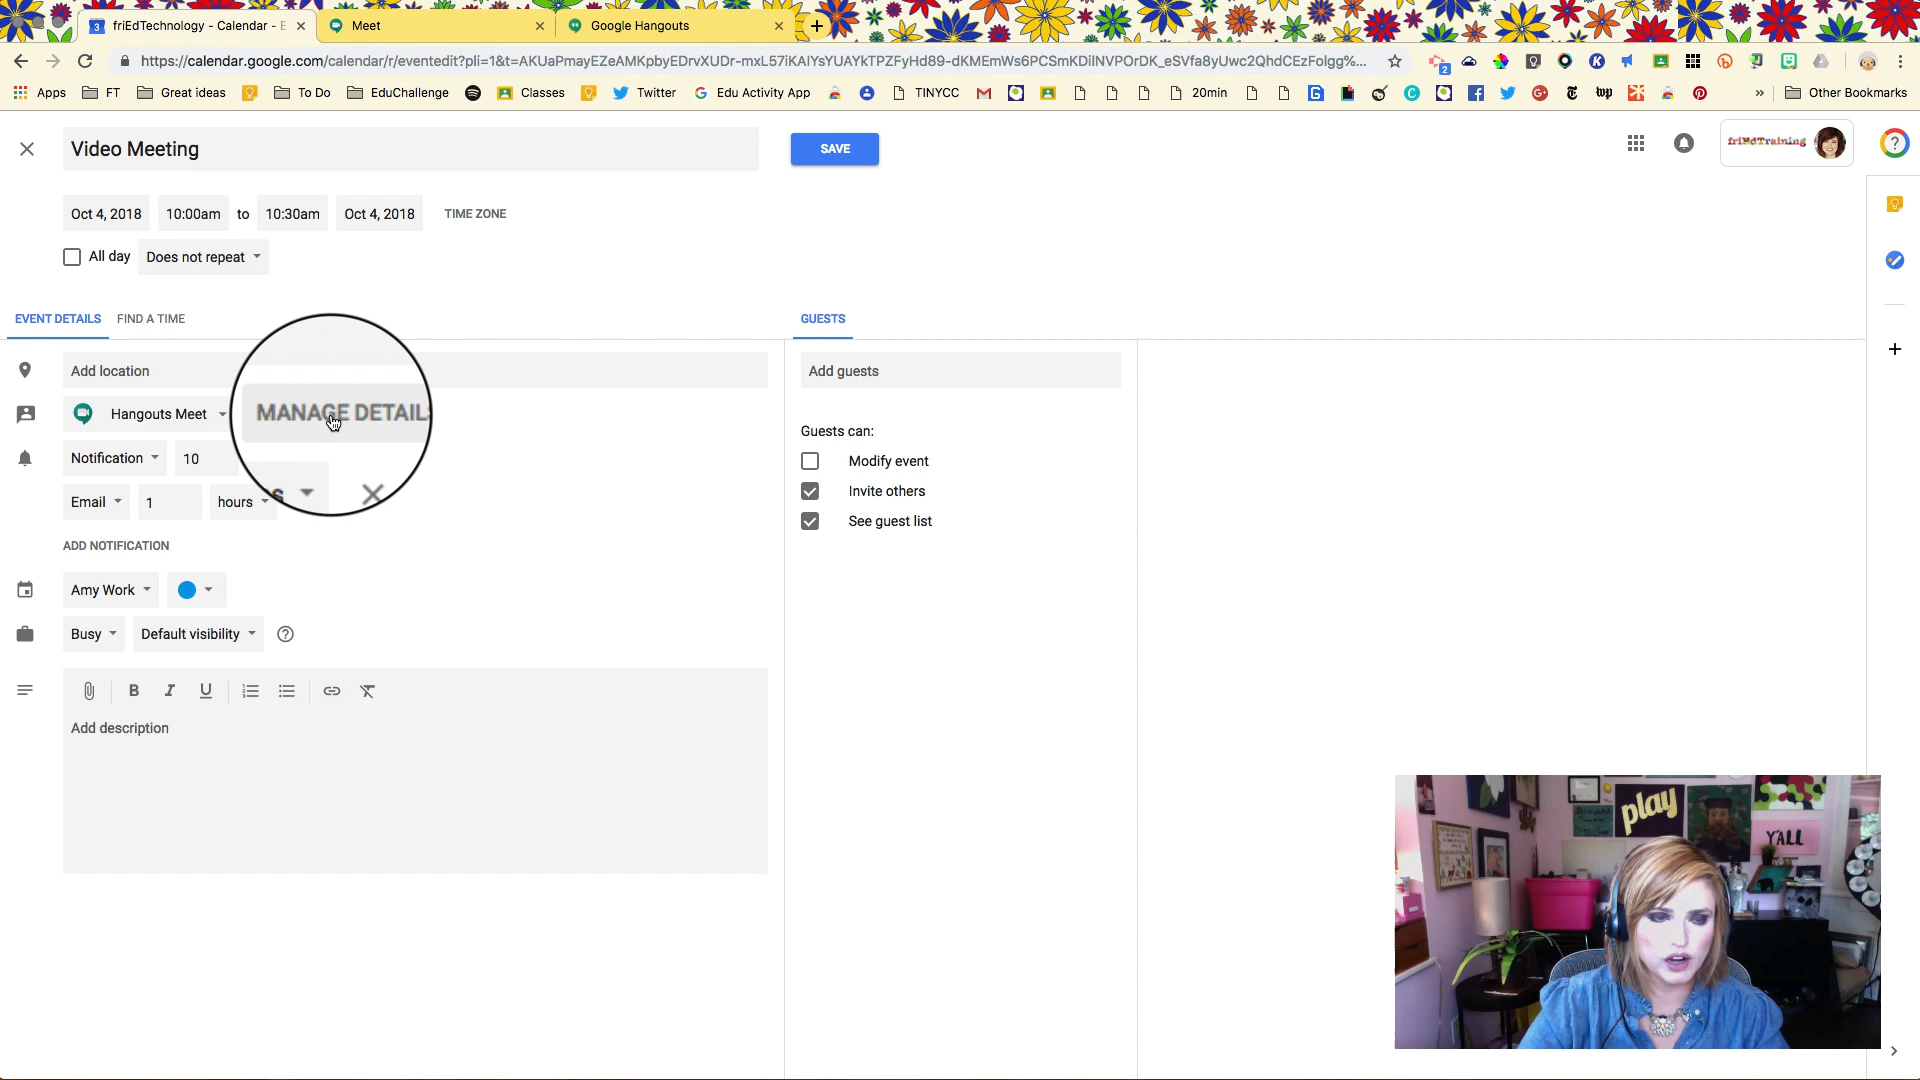 friEdTechnology - Calendar - E
Meet
Google Hangouts
https://calendar.google.com/calendar/r/eventedit?pli=1&t=AKUaPmayEZeAMKpbyEDrvXUDr-mxL57iKAIYsYUAYkTPZFyHd89-dKMEmWs6PCSmKDilNVPOrDK_eSVfa8yUwc2QhdCEzFolgg%...
Apps FT Great ideas To Do EduChallenge Classes Twitter Edu Activity App TINYCC 20min Other Bookmarks
Video Meeting
SAVE
friEdTraining
Oct 4, 2018 10:00am to 10:30am Oct 4, 2018 TIME ZONE
All day Does not repeat
EVENT DETAILS FIND A TIME
GUESTS
Add location
Add guests
Hangouts Meet
MANAGE DETAILS
Guests can:
Notification 10
Modify event
Email 1 hours
Invite others
See guest list
ADD NOTIFICATION
Amy Work
Busy Default visibility
B I U
Add description
play
Y'ALL